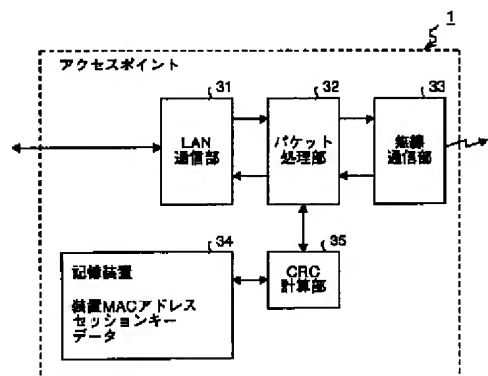 1
アクセスポイント
31
32
33
LAN
通信部
パケット
処理部
無線
通信部
34
35
記憶装置
装置MACアドレス
セッションキー
データ
CRC
計算部